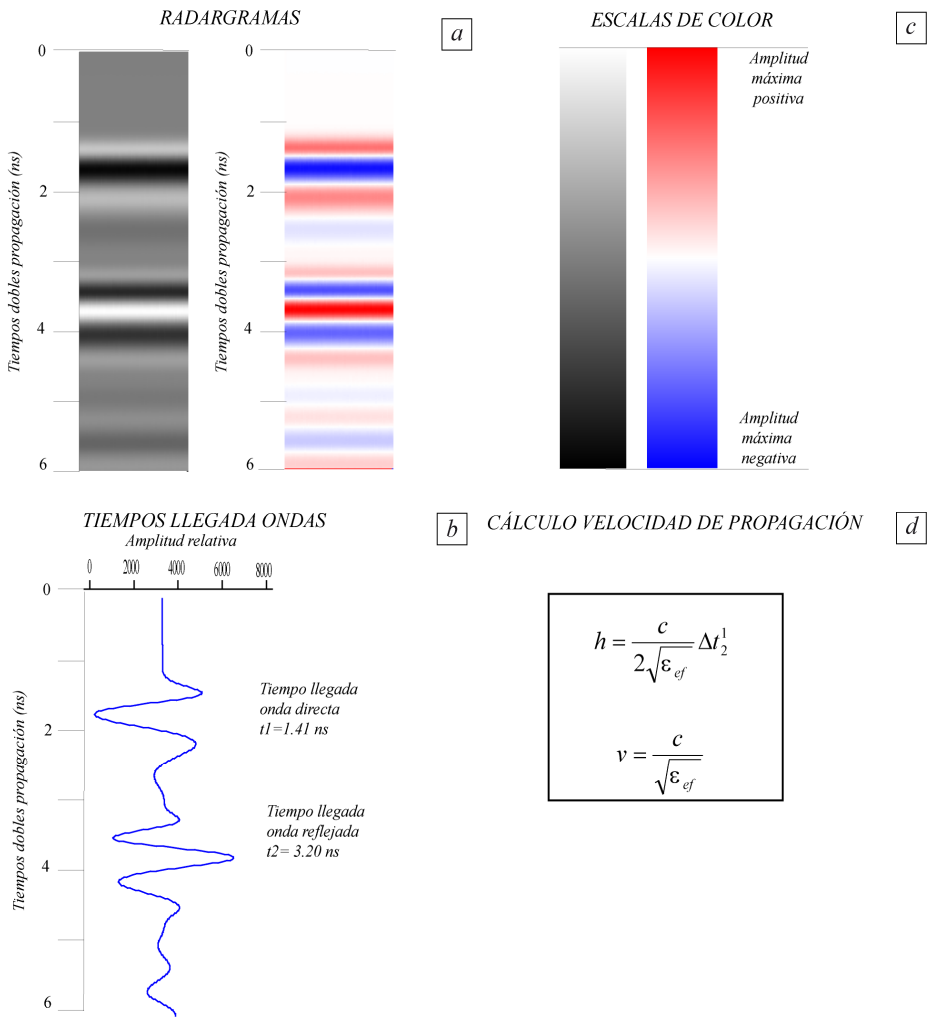 RADARGRAMAS
a
0
2
4
6
Tiempos dobles propagación (ns)
0
2
4
6
Tiempos dobles propagación (ns)
ESCALAS DE COLOR
c
Amplitud
máxima
positiva
Amplitud
máxima
negativa
TIEMPOS LLEGADA ONDAS
b
Amplitud relativa
0 2000 4000 6000 8000
0
2
4
6
Tiempos dobles propagación (ns)
Tiempo llegada
onda directa
t1=1.41 ns
Tiempo llegada
onda reflejada
t2= 3.20 ns
CÁLCULO VELOCIDAD DE PROPAGACIÓN
d
h = c / 2√ε_ef Δt₂¹
v = c / √ε_ef